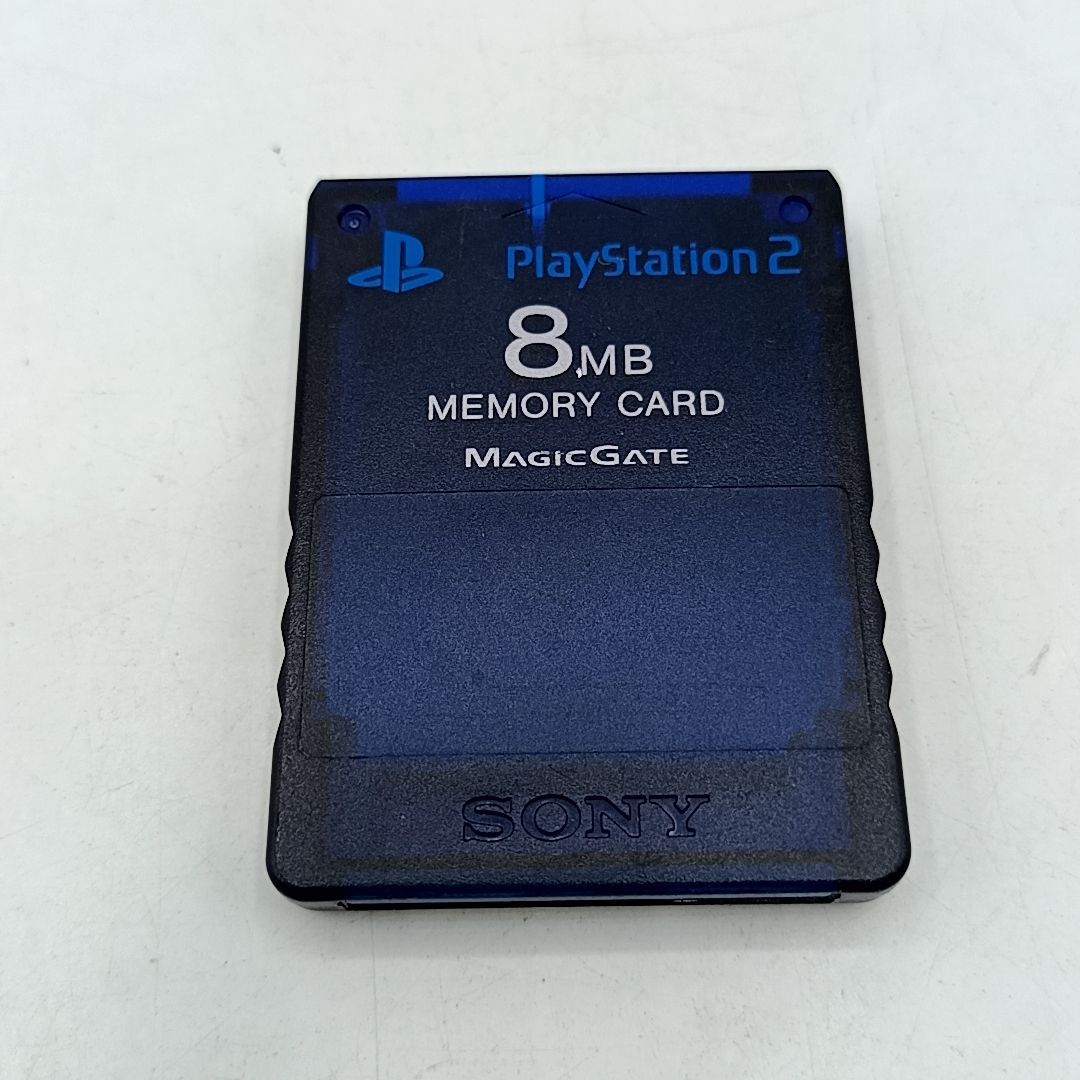 PlayStation 2
8MB
MEMORY CARD
MAGICGATE
SONY